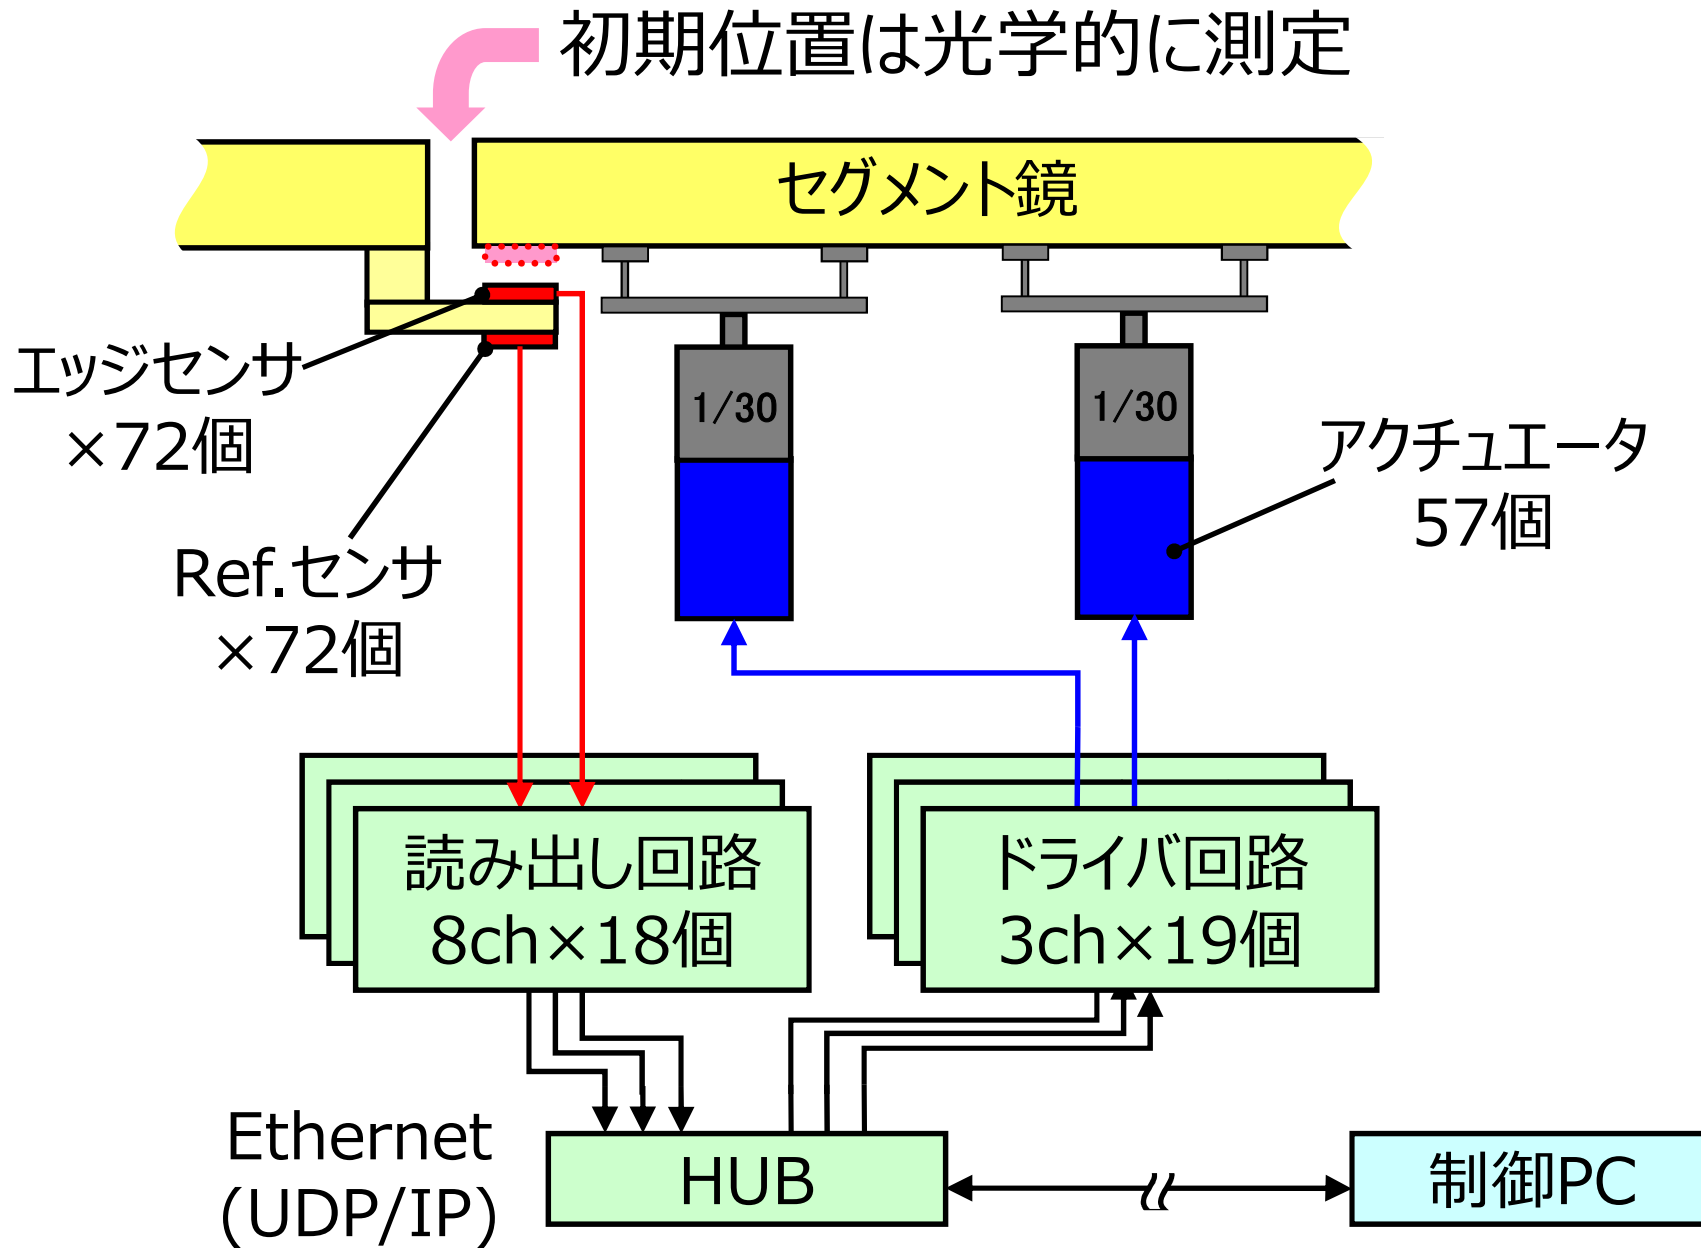 初期位置は光学的に測定
セグメント鏡
エッジセンサ
×72個
1/30
1/30
アクチュエータ
57個
Ref.センサ
×72個
読み出し回路
8ch×18個
ドライバ回路
3ch×19個
Ethernet
(UDP/IP)
HUB
制御PC